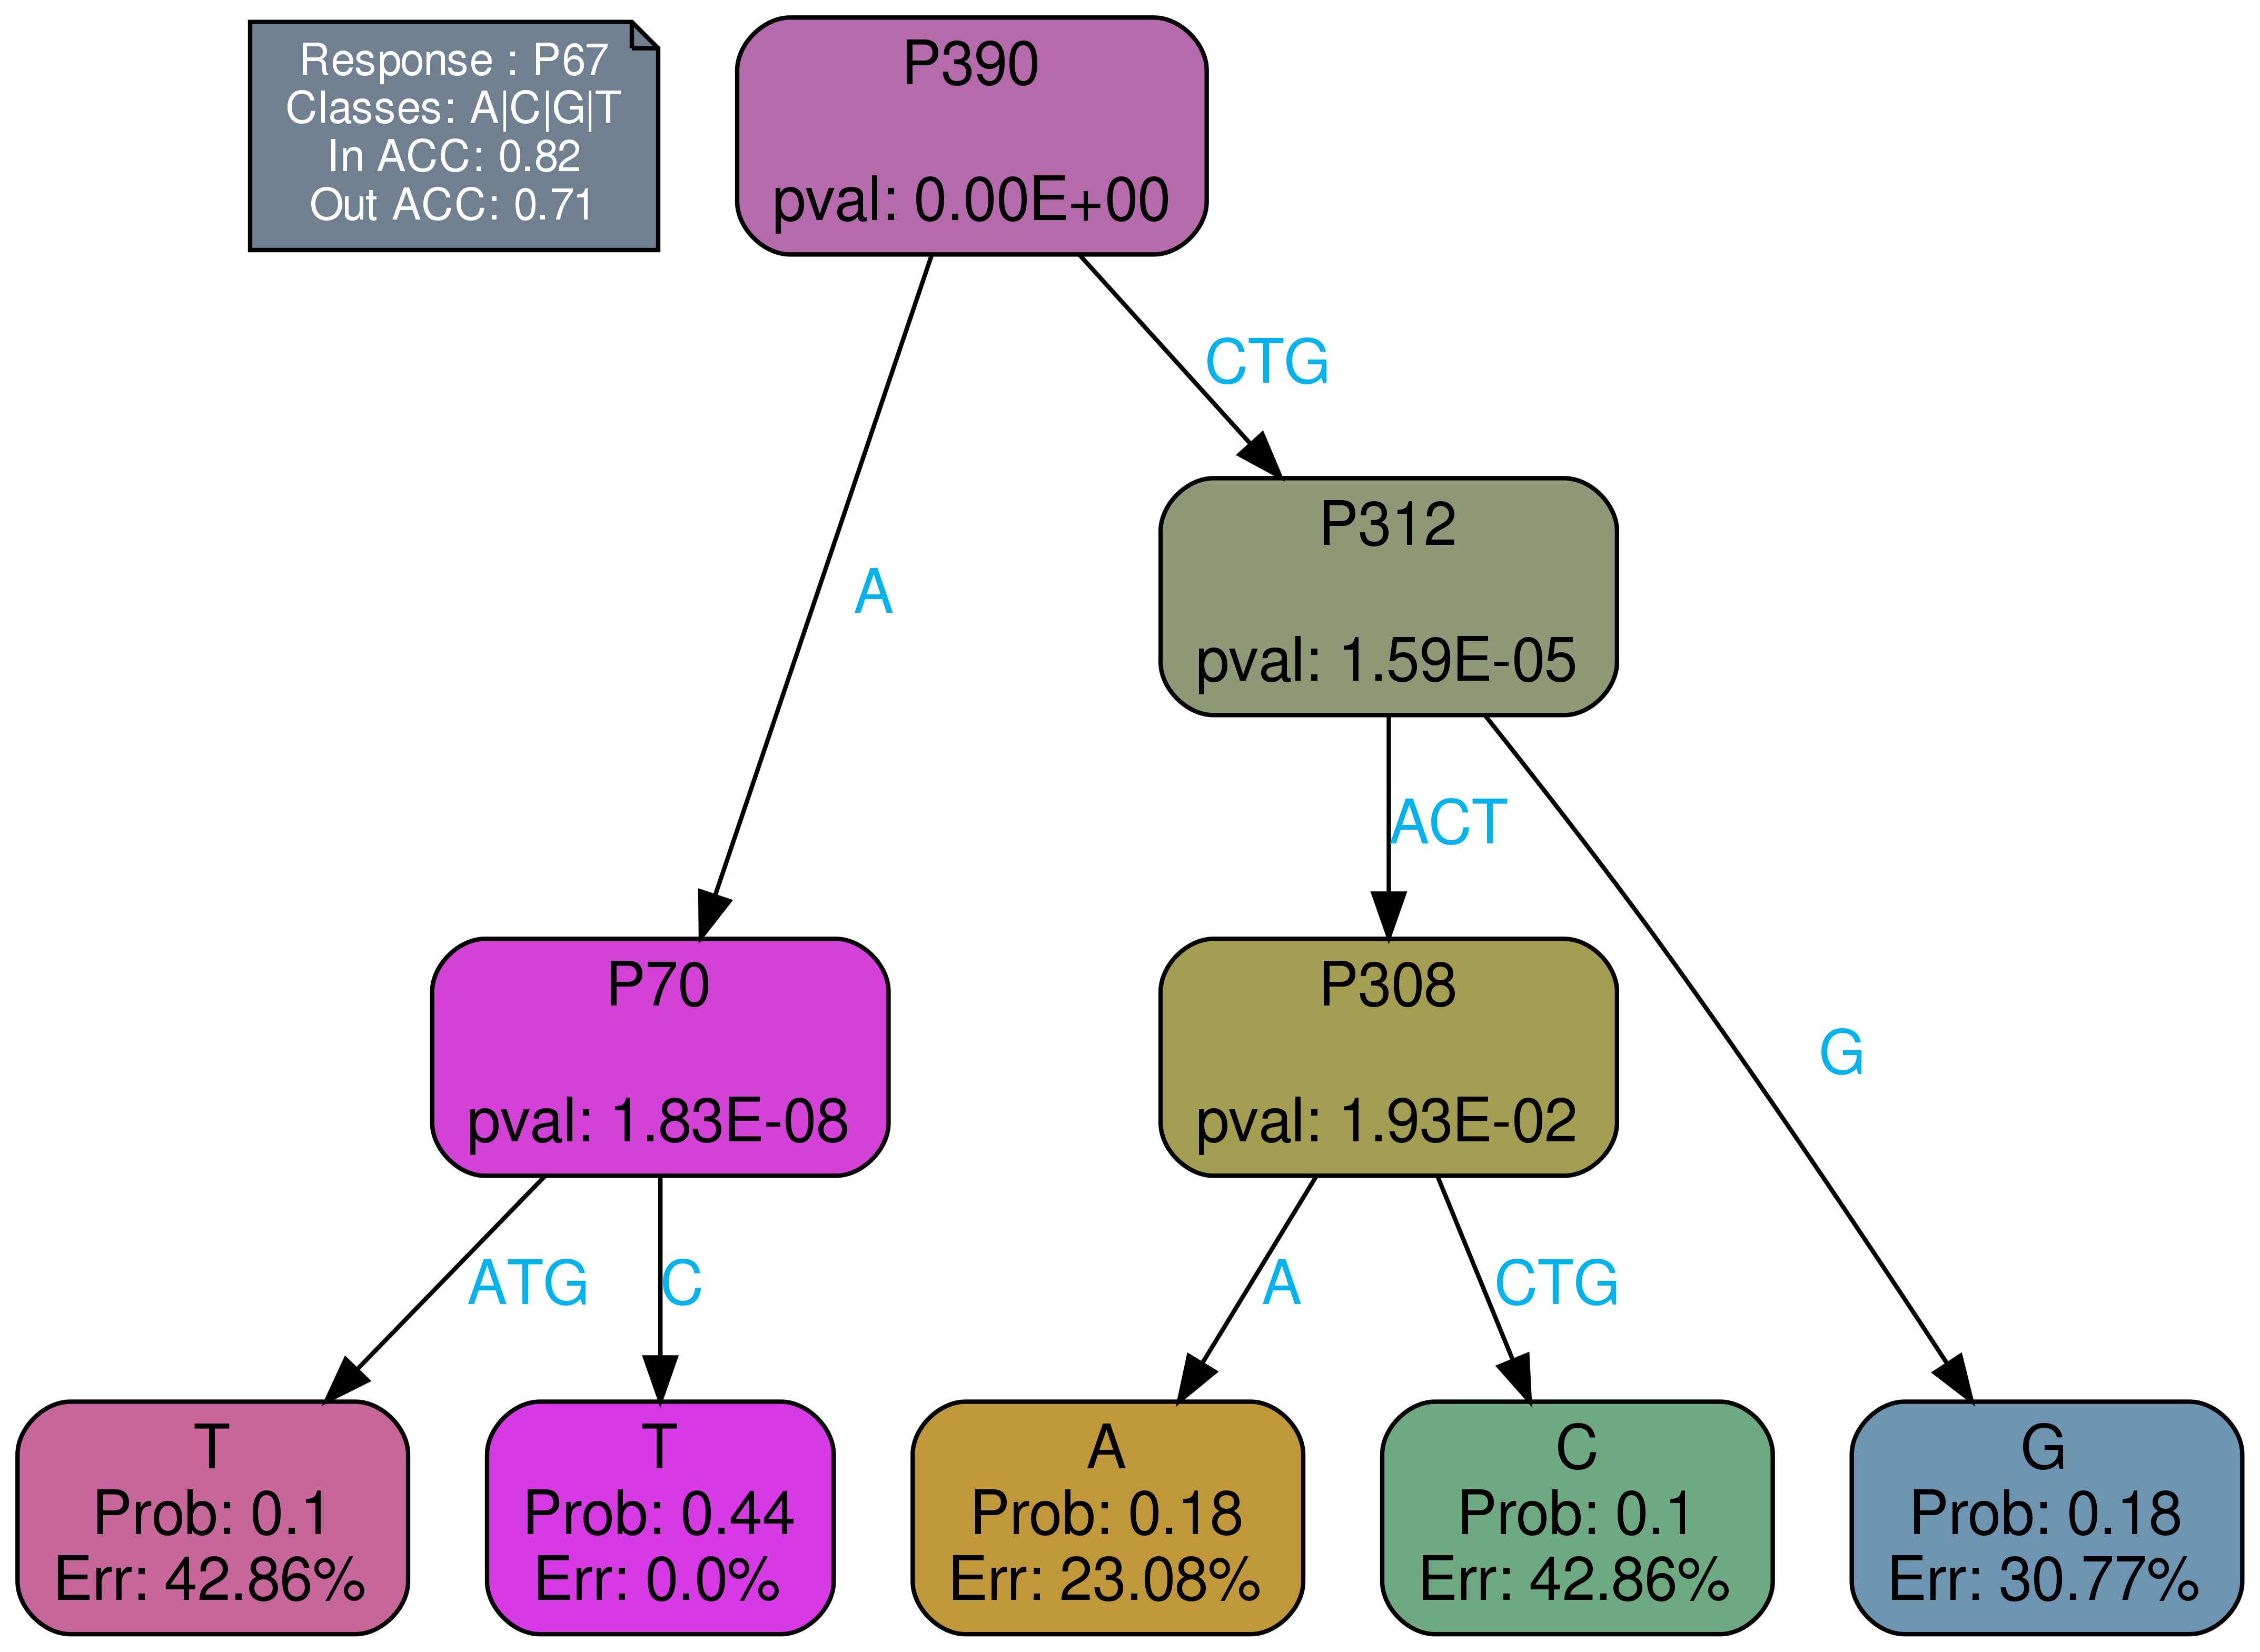 Response : P67
Classes: A|C|G|T
In ACC: 0.82
Out ACC: 0.71
P390
pval: 0.00E+00
CTG
A
P312
pval: 1.59E-05
ACT
G
P70
pval: 1.83E-08
P308
pval: 1.93E-02
ATG
C
A
CTG
T
Prob: 0.1
Err: 42.86%
T
Prob: 0.44
Err: 0.0%
A
Prob: 0.18
Err: 23.08%
C
Prob: 0.1
Err: 42.86%
G
Prob: 0.18
Err: 30.77%